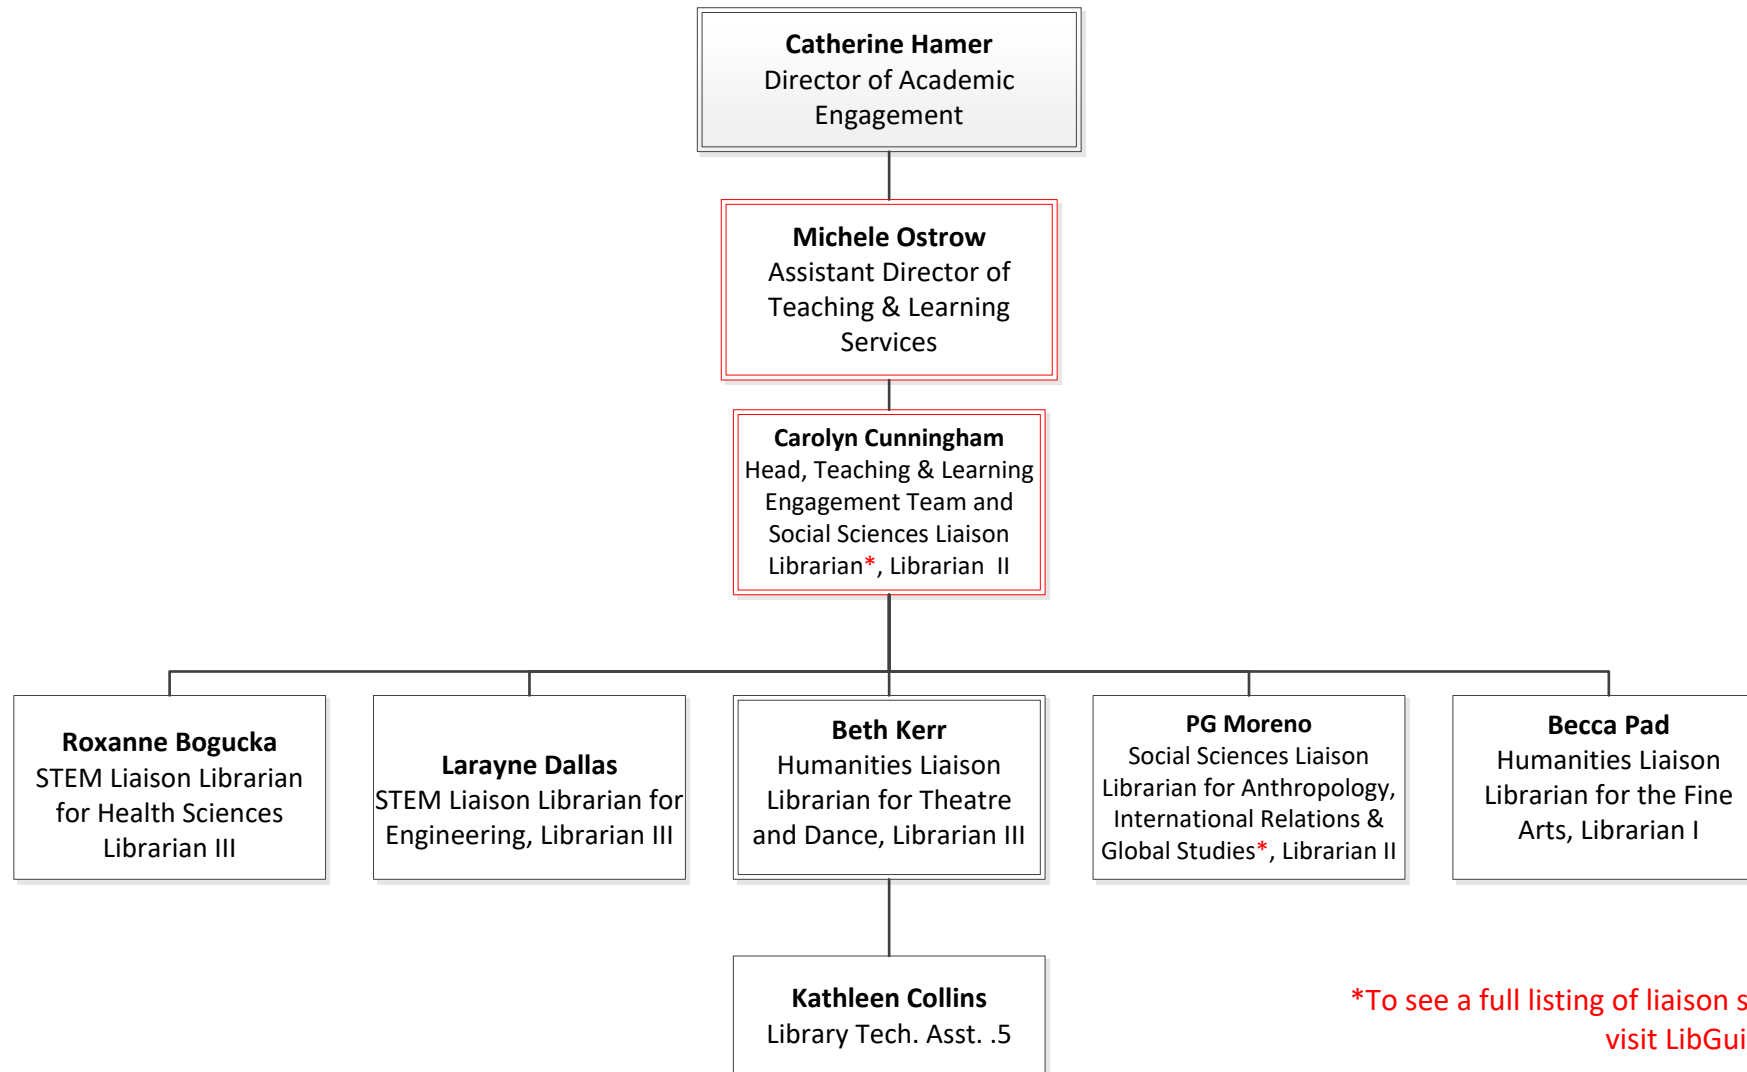 Catherine Hamer
Director of Academic
Engagement
Michele Ostrow
Assistant Director of
Teaching & Learning
Services
Carolyn Cunningham
Head, Teaching & Learning
Engagement Team and
Social Sciences Liaison
Librarian*, Librarian  II
Roxanne Bogucka
STEM Liaison Librarian
for Health Sciences
Librarian III
Larayne Dallas
STEM Liaison Librarian for
Engineering, Librarian III
Beth Kerr
Humanities Liaison
Librarian for Theatre
and Dance, Librarian III
PG Moreno
Social Sciences Liaison
Librarian for Anthropology,
International Relations &
Global Studies*, Librarian II
Becca Pad
Humanities Liaison
Librarian for the Fine
Arts, Librarian I
Kathleen Collins
Library Tech. Asst. .5
*To see a full listing of liaison
visit